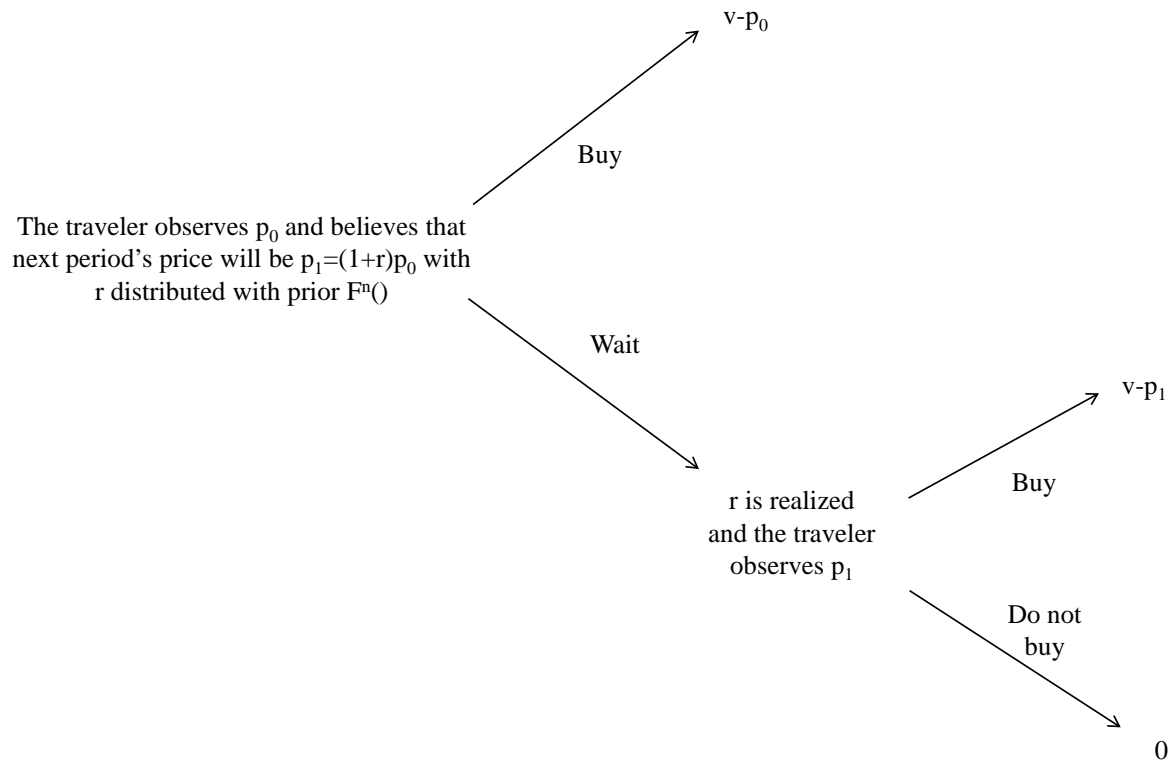 v-p₀
Buy
The traveler observes p₀ and believes that
next period's price will be p₁=(1+r)p₀ with
r distributed with prior Fⁿ()
Wait
v-p₁
Buy
r is realized
and the traveler
observes p₁
Do not
buy
0